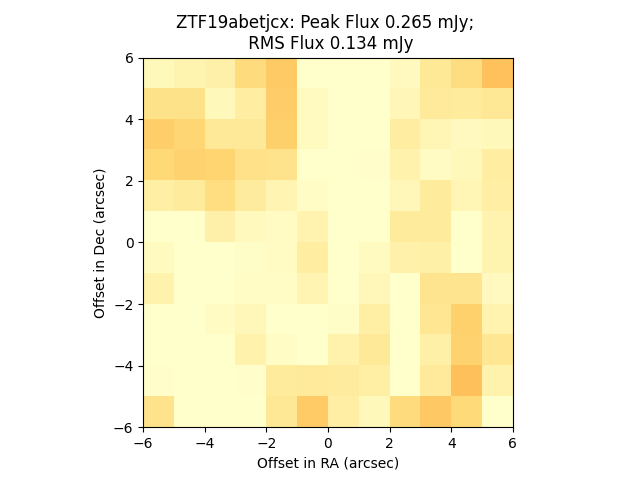 ZTF19abetjcx: Peak Flux 0.265 mJy;
RMS Flux 0.134 mJy
6
4
2
0
−2
−4
−6
Offset in Dec (arcsec)
−6 −4 −2 0 2 4 6
Offset in RA (arcsec)